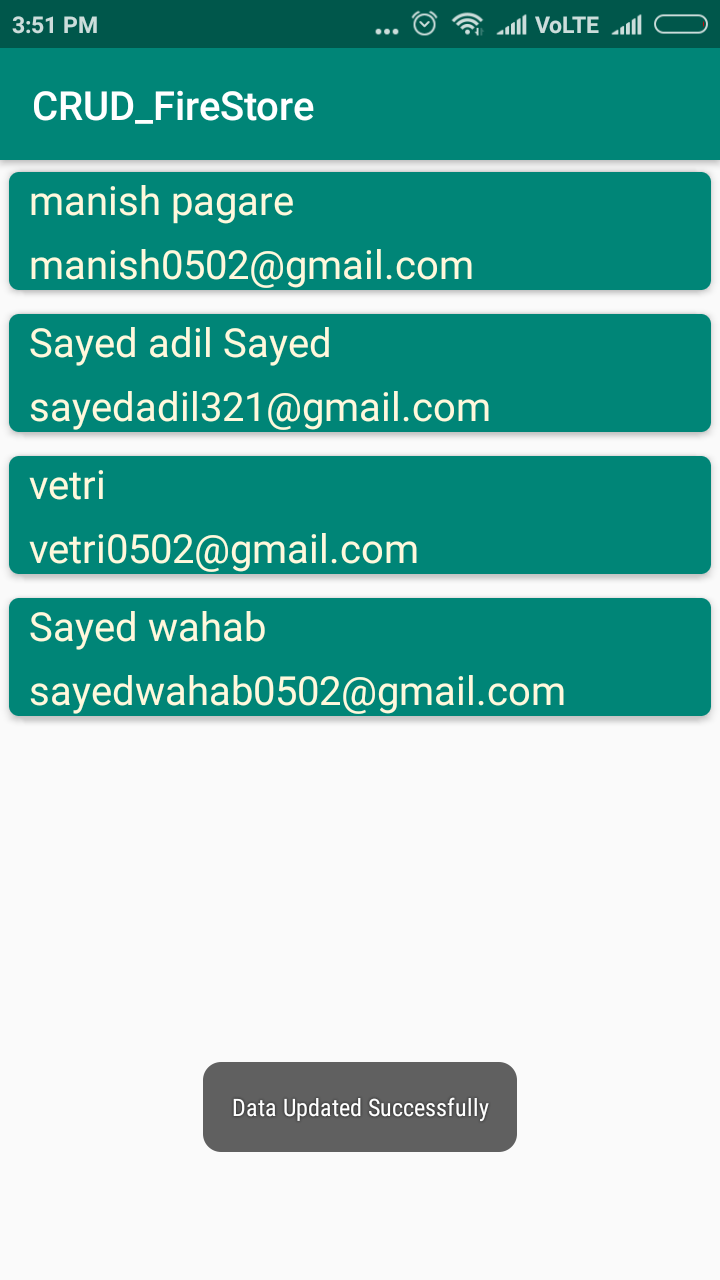 3:51 PM ... VoLTE
CRUD_FireStore
manish pagare
manish0502@gmail.com
Sayed adil Sayed
sayedadil321@gmail.com
vetri
vetri0502@gmail.com
Sayed wahab
sayedwahab0502@gmail.com
Data Updated Successfully